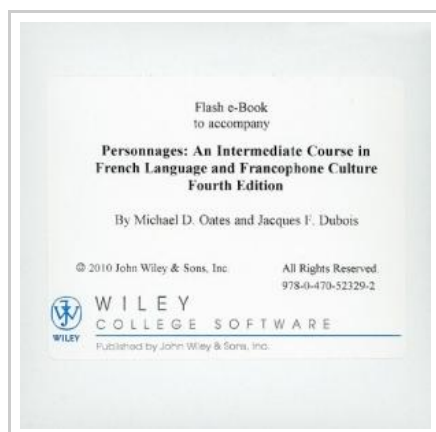 Flash e-Book
to accompany
Personnages: An Intermediate Course in
French Language and Francophone Culture
Fourth Edition
By Michael D. Oates and Jacques F. Dubois
© 2010 John Wiley & Sons, Inc. All Rights Reserved.
978-0-470-52329-2
WILEY
COLLEGE SOFTWARE
WILEY
Published by John Wiley & Sons, Inc.